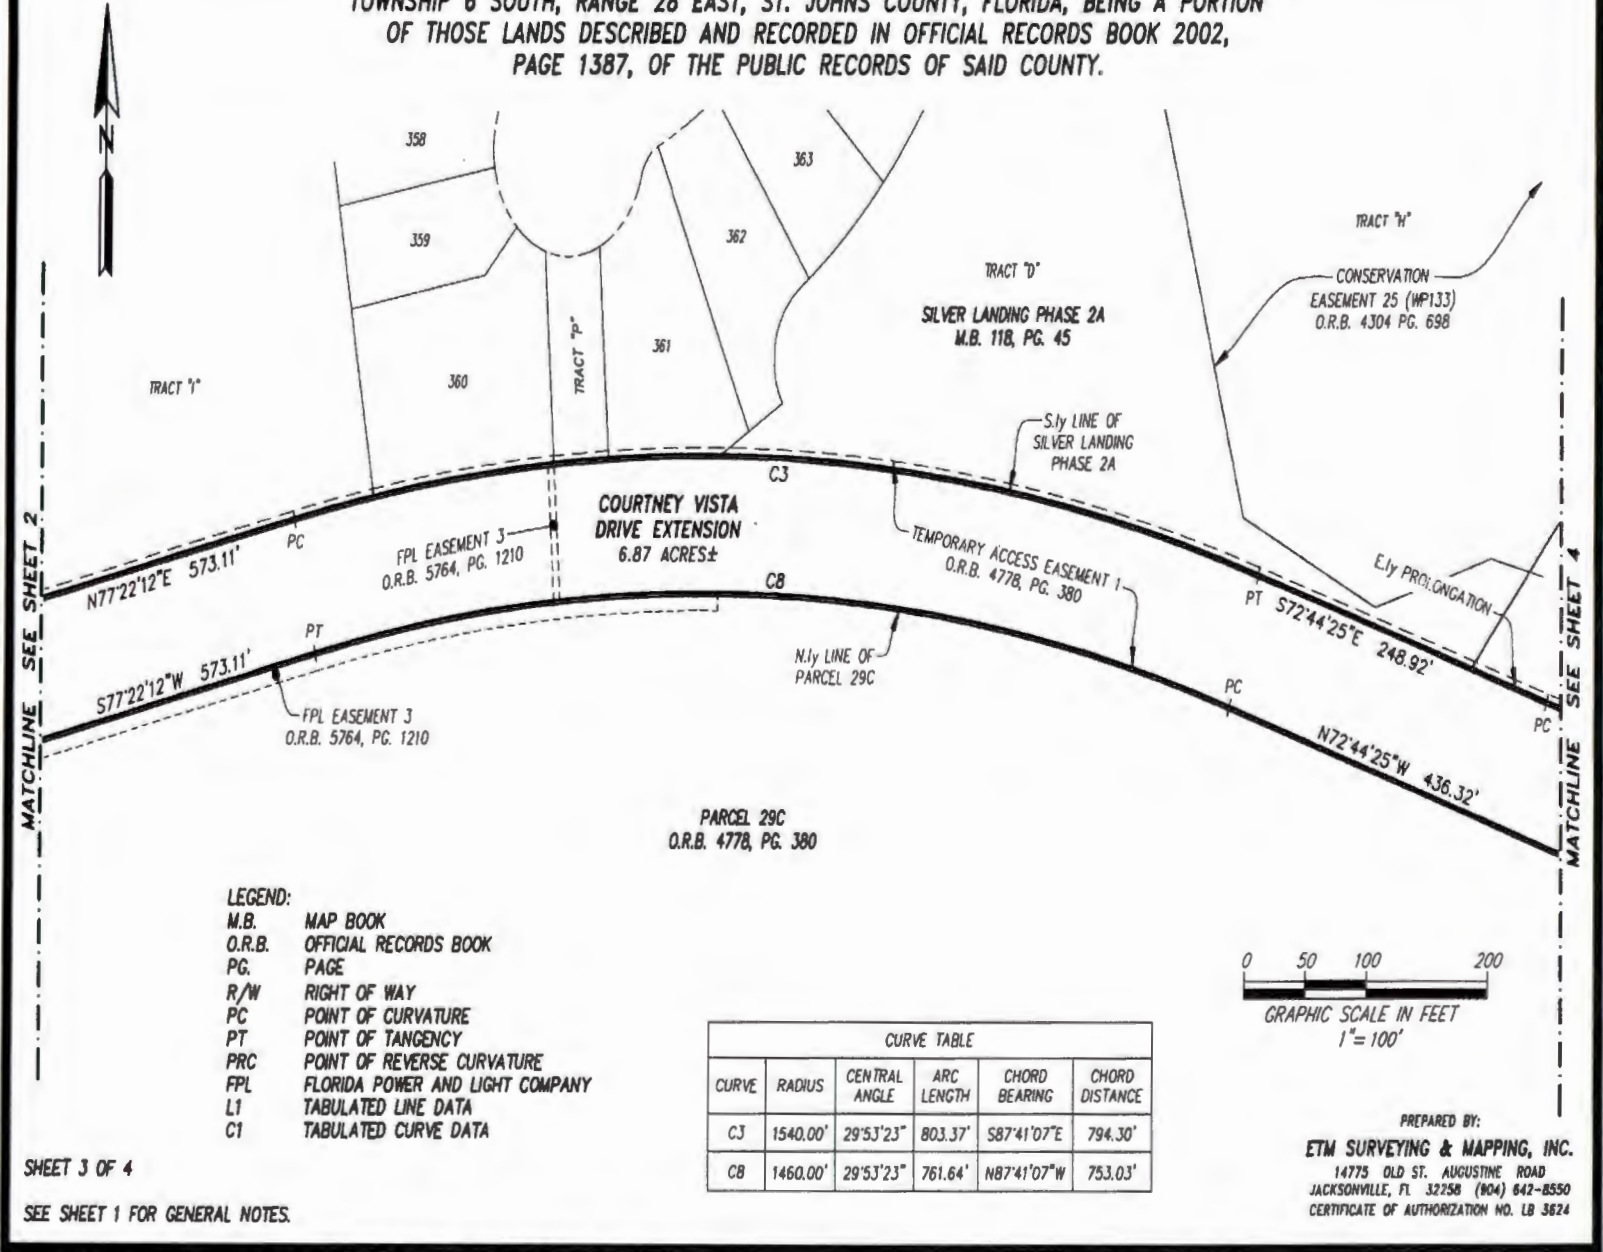 TOWNSHIP 6 SOUTH, RANGE 28 EAST, ST. JOHNS COUNTY, FLORIDA, BEING A PORTION
OF THOSE LANDS DESCRIBED AND RECORDED IN OFFICIAL RECORDS BOOK 2002,
PAGE 1387, OF THE PUBLIC RECORDS OF SAID COUNTY.
N
358
359
360
TRACT "P"
361
362
363
TRACT "I"
TRACT "D"
SILVER LANDING PHASE 2A
M.B. 118, PG. 45
TRACT "H"
CONSERVATION
EASEMENT 25 (WP133)
O.R.B. 4304 PG. 698
S.ly LINE OF
SILVER LANDING
PHASE 2A
MATCHLINE SEE SHEET 2
N77°22'12"E 573.11'
PC
FPL EASEMENT 3
O.R.B. 5764, PG. 1210
COURTNEY VISTA
DRIVE EXTENSION
6.87 ACRES±
C3
C8
TEMPORARY ACCESS EASEMENT 1
O.R.B. 4778, PG. 380
E.ly PROLONGATION
PT
S72°44'25"E 248.92'
PC
MATCHLINE SEE SHEET 4
S77°22'12"W 573.11'
PT
FPL EASEMENT 3
O.R.B. 5764, PG. 1210
N.ly LINE OF
PARCEL 29C
PC
N72°44'25"W 436.32'
PARCEL 29C
O.R.B. 4778, PG. 380
LEGEND:
M.B. MAP BOOK
O.R.B. OFFICIAL RECORDS BOOK
PG. PAGE
R/W RIGHT OF WAY
PC POINT OF CURVATURE
PT POINT OF TANGENCY
PRC POINT OF REVERSE CURVATURE
FPL FLORIDA POWER AND LIGHT COMPANY
L1 TABULATED LINE DATA
C1 TABULATED CURVE DATA
0 50 100 200
GRAPHIC SCALE IN FEET
1"=100'
CURVE TABLE
CURVE RADIUS CENTRAL ANGLE ARC LENGTH CHORD BEARING CHORD DISTANCE
C3 1540.00' 29°53'23" 803.37' S87°41'07"E 794.30'
C8 1460.00' 29°53'23" 761.64' N87°41'07"W 753.03'
SHEET 3 OF 4
SEE SHEET 1 FOR GENERAL NOTES.
PREPARED BY:
ETM SURVEYING & MAPPING, INC.
14775 OLD ST. AUGUSTINE ROAD
JACKSONVILLE, FL 32258 (904) 642-8550
CERTIFICATE OF AUTHORIZATION NO. LB 3624